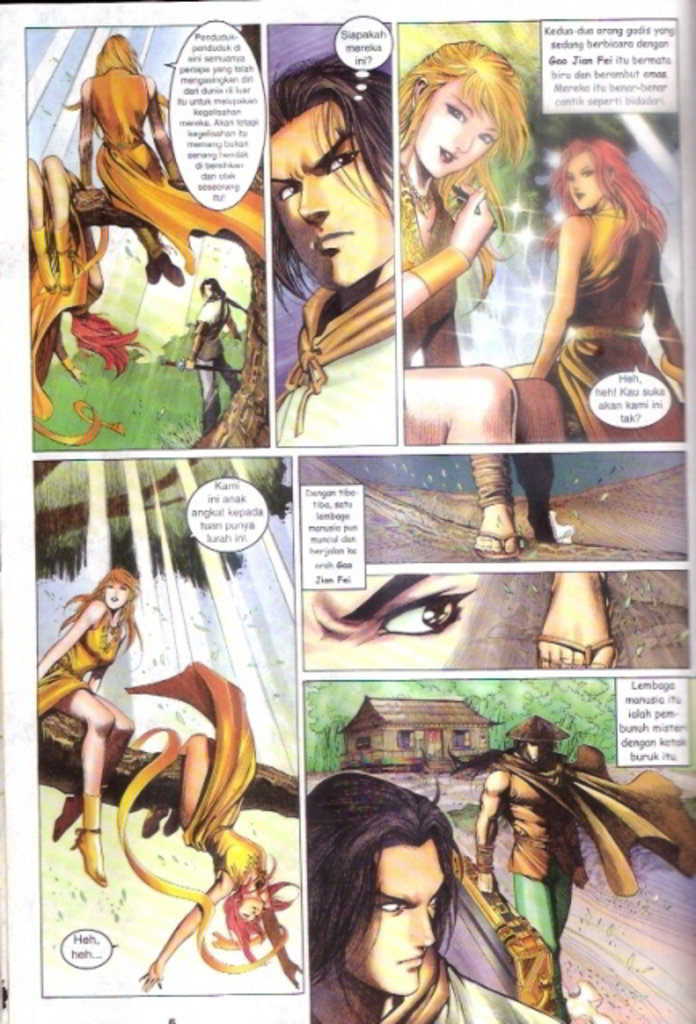 Penduduk-
penduduk di
sini semuanya
pertapa yang telah
mengasingkan diri
dari dunia di luar
itu untuk melupakan
kegelisahan
mereka. Akan tetapi
kegelisahan itu
memang bukan
senang hendak
di bersihkan
dari otak
seseorang itu!
Siapakah
mereka
ini?
Kedua-dua orang gadis yang
sedang berbicara dengan
Gao Jian Fei itu bermata
biru dan berambut emas.
Mereka itu benar-benar
cantik seperti bidadari.
Heh,
heh! Kau suka
akan kami ini
tak?
Kami
ini anak
angkat kepada
tuan punya
lurah ini.
Heh,
heh...
Dengan tiba-
tiba, satu
lembaga
manusia pun
muncul dan
berjalan ke
arah Gao
Jian Fei.
Lembaga
manusia itu
ialah pem-
bunuh misteri
dengan kotak
buruk itu.